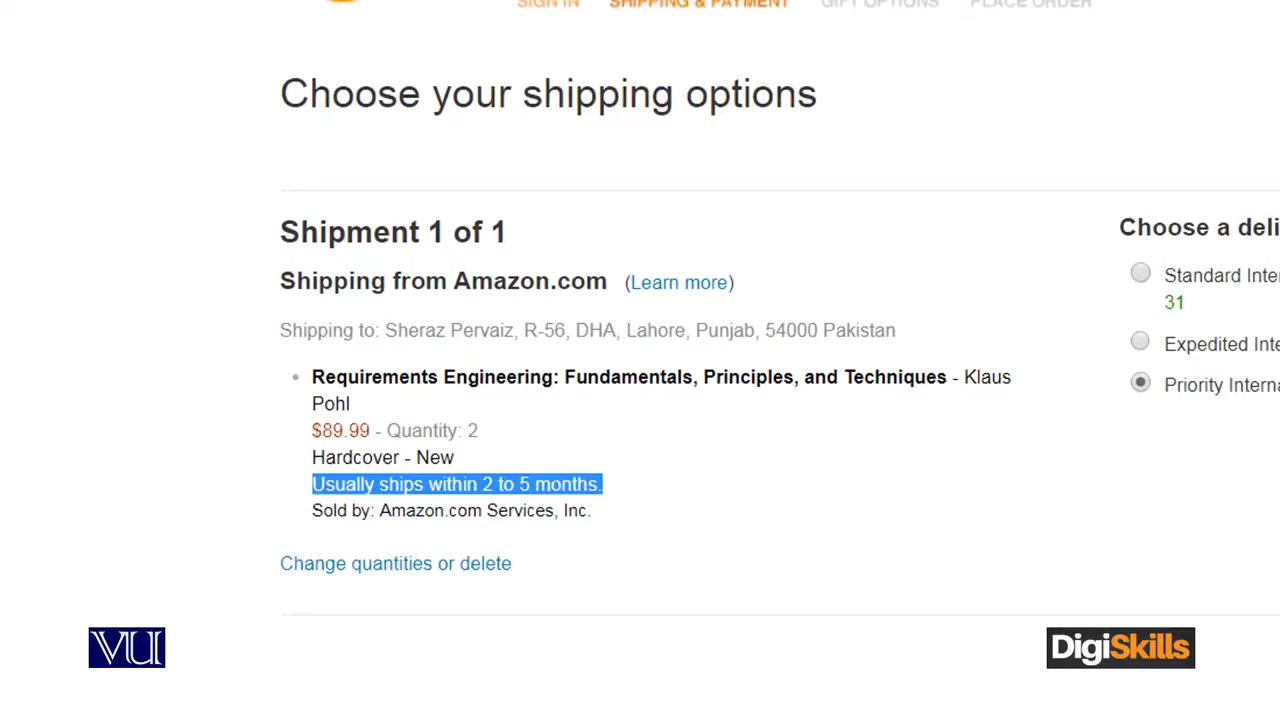 SIGN IN SHIPPING & PAYMENT GIFT OPTIONS PLACE ORDER
Choose your shipping options
Shipment 1 of 1
Shipping from Amazon.com (Learn more)
Shipping to: Sheraz Pervaiz, R-56, DHA, Lahore, Punjab, 54000 Pakistan
Requirements Engineering: Fundamentals, Principles, and Techniques - Klaus
Pohl
$89.99 - Quantity: 2
Hardcover - New
Usually ships within 2 to 5 months.
Sold by: Amazon.com Services, Inc.
Change quantities or delete
Choose a deli
Standard Inte
31
Expedited Inte
Priority Interna
VU
DigiSkills